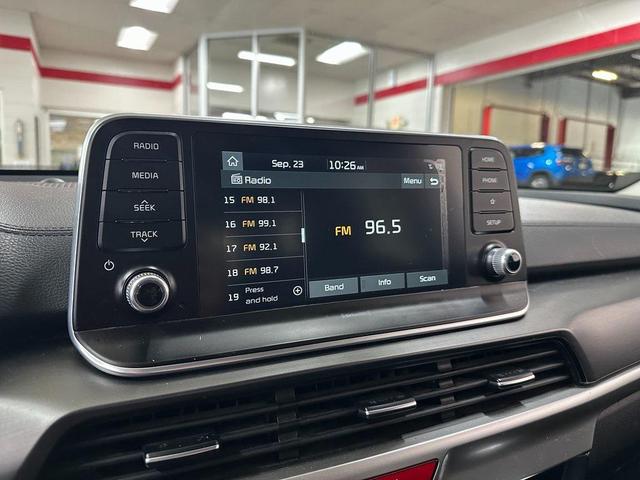 RADIO
MEDIA
SEEK
TRACK
Sep. 23
10:26 AM
Radio
Menu
15 FM 98.1
16 FM 99.1
17 FM 92.1
18 FM 98.7
19 Press
and hold
FM 96.5
Band
Info
Scan
HOME
PHONE
SETUP